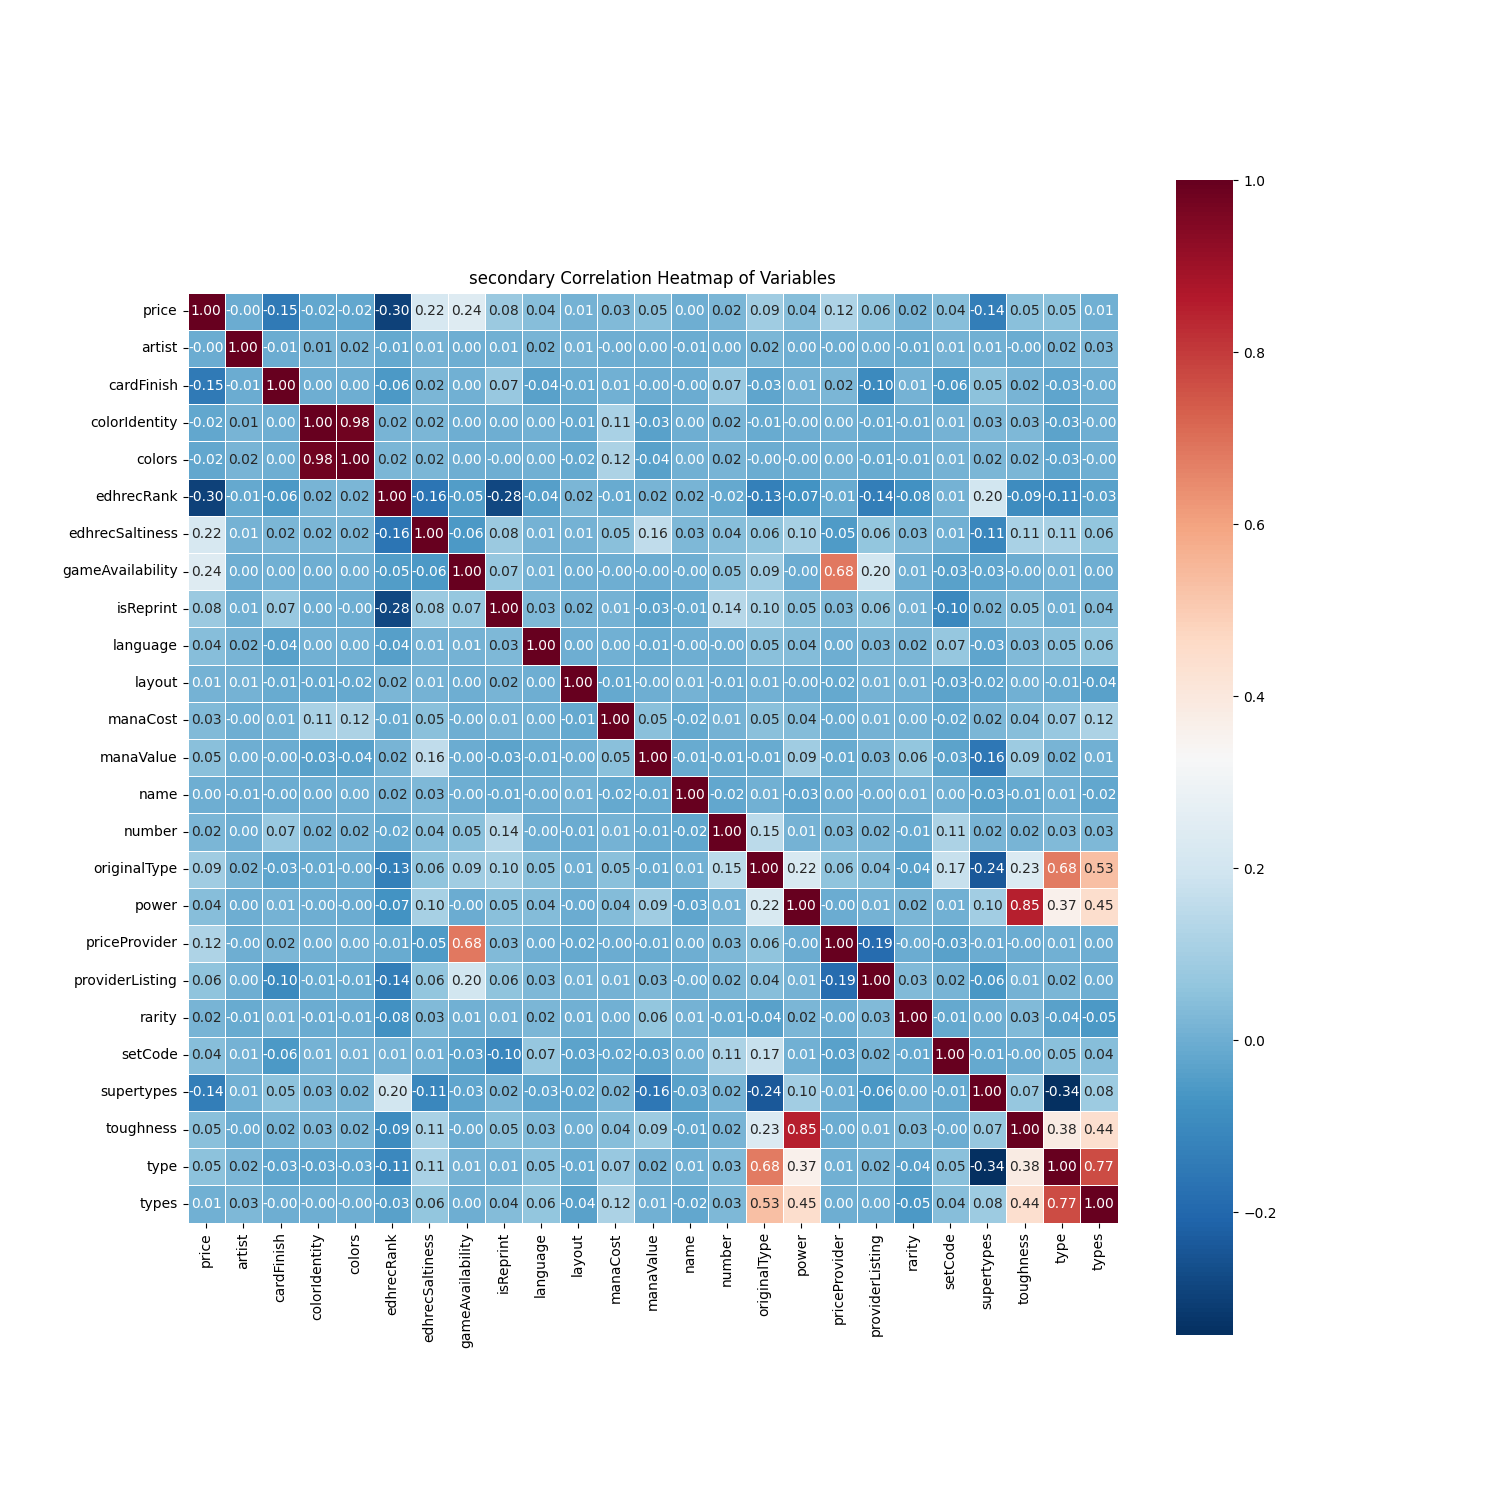 secondary Correlation Heatmap of Variables
1.0
price 1.00 -0.00 -0.15 -0.02 -0.02 -0.30 0.22 0.24 0.08 0.04 0.01 0.03 0.05 0.00 0.02 0.09 0.04 0.12 0.06 0.02 0.04 -0.14 0.05 0.05 0.01
artist -0.00 1.00 -0.01 0.01 0.02 -0.01 0.01 0.00 0.01 0.02 0.01 -0.00 0.00 -0.01 0.00 0.02 0.00 -0.00 0.00 -0.01 0.01 0.01 -0.00 0.02 0.03
0.8
cardFinish -0.15 -0.01 1.00 0.00 0.00 -0.06 0.02 0.00 0.07 -0.04 -0.01 0.01 -0.00 -0.00 0.07 -0.03 0.01 0.02 -0.10 0.01 -0.06 0.05 0.02 -0.03 -0.00
colorIdentity -0.02 0.01 0.00 1.00 0.98 0.02 0.02 0.00 0.00 0.00 -0.01 0.11 -0.03 0.00 0.02 -0.01 -0.00 0.00 -0.01 -0.01 0.01 0.03 0.03 -0.03 -0.00
colors -0.02 0.02 0.00 0.98 1.00 0.02 0.02 0.00 -0.00 0.00 -0.02 0.12 -0.04 0.00 0.02 -0.00 -0.00 0.00 -0.01 -0.01 0.01 0.02 0.02 -0.03 -0.00
edhrecRank -0.30 -0.01 -0.06 0.02 0.02 1.00 -0.16 -0.05 -0.28 -0.04 0.02 -0.01 0.02 0.02 -0.02 -0.13 -0.07 -0.01 -0.14 -0.08 0.01 0.20 -0.09 -0.11 -0.03
0.6
edhrecSaltiness 0.22 0.01 0.02 0.02 0.02 -0.16 1.00 -0.06 0.08 0.01 0.01 0.05 0.16 0.03 0.04 0.06 0.10 -0.05 0.06 0.03 0.01 -0.11 0.11 0.11 0.06
gameAvailability 0.24 0.00 0.00 0.00 0.00 -0.05 -0.06 1.00 0.07 0.01 0.00 -0.00 -0.00 -0.00 0.05 0.09 -0.00 0.68 0.20 0.01 -0.03 -0.03 -0.00 0.01 0.00
isReprint 0.08 0.01 0.07 0.00 -0.00 -0.28 0.08 0.07 1.00 0.03 0.02 0.01 -0.03 -0.01 0.14 0.10 0.05 0.03 0.06 0.01 -0.10 0.02 0.05 0.01 0.04
language 0.04 0.02 -0.04 0.00 0.00 -0.04 0.01 0.01 0.03 1.00 0.00 0.00 -0.01 -0.00 -0.00 0.05 0.04 0.00 0.03 0.02 0.07 -0.03 0.03 0.05 0.06
layout 0.01 0.01 -0.01 -0.01 -0.02 0.02 0.01 0.00 0.02 0.00 1.00 -0.01 -0.00 0.01 -0.01 0.01 -0.00 -0.02 0.01 0.01 -0.03 -0.02 0.00 -0.01 -0.04
0.4
manaCost 0.03 -0.00 0.01 0.11 0.12 -0.01 0.05 -0.00 0.01 0.00 -0.01 1.00 0.05 -0.02 0.01 0.05 0.04 -0.00 0.01 0.00 -0.02 0.02 0.04 0.07 0.12
manaValue 0.05 0.00 -0.00 -0.03 -0.04 0.02 0.16 -0.00 -0.03 -0.01 -0.00 0.05 1.00 -0.01 -0.01 -0.01 0.09 -0.01 0.03 0.06 -0.03 -0.16 0.09 0.02 0.01
name 0.00 -0.01 -0.00 0.00 0.00 0.02 0.03 -0.00 -0.01 -0.00 0.01 -0.02 -0.01 1.00 -0.02 0.01 -0.03 0.00 -0.00 0.01 0.00 -0.03 -0.01 0.01 -0.02
number 0.02 0.00 0.07 0.02 0.02 -0.02 0.04 0.05 0.14 -0.00 -0.01 0.01 -0.01 -0.02 1.00 0.15 0.01 0.03 0.02 -0.01 0.11 0.02 0.02 0.03 0.03
0.2
originalType 0.09 0.02 -0.03 -0.01 -0.00 -0.13 0.06 0.09 0.10 0.05 0.01 0.05 -0.01 0.01 0.15 1.00 0.22 0.06 0.04 -0.04 0.17 -0.24 0.23 0.68 0.53
power 0.04 0.00 0.01 -0.00 -0.00 -0.07 0.10 -0.00 0.05 0.04 -0.00 0.04 0.09 -0.03 0.01 0.22 1.00 -0.00 0.01 0.02 0.01 0.10 0.85 0.37 0.45
priceProvider 0.12 -0.00 0.02 0.00 0.00 -0.01 -0.05 0.68 0.03 0.00 -0.02 -0.00 -0.01 0.00 0.03 0.06 -0.00 1.00 -0.19 -0.00 -0.03 -0.01 -0.00 0.01 0.00
providerListing 0.06 0.00 -0.10 -0.01 -0.01 -0.14 0.06 0.20 0.06 0.03 0.01 0.01 0.03 -0.00 0.02 0.04 0.01 -0.19 1.00 0.03 0.02 -0.06 0.01 0.02 0.00
rarity 0.02 -0.01 0.01 -0.01 -0.01 -0.08 0.03 0.01 0.01 0.02 0.01 0.00 0.06 0.01 -0.01 -0.04 0.02 -0.00 0.03 1.00 -0.01 0.00 0.03 -0.04 -0.05
0.0
setCode 0.04 0.01 -0.06 0.01 0.01 0.01 0.01 -0.03 -0.10 0.07 -0.03 -0.02 -0.03 0.00 0.11 0.17 0.01 -0.03 0.02 -0.01 1.00 -0.01 -0.00 0.05 0.04
supertypes -0.14 0.01 0.05 0.03 0.02 0.20 -0.11 -0.03 0.02 -0.03 -0.02 0.02 -0.16 -0.03 0.02 -0.24 0.10 -0.01 -0.06 0.00 -0.01 1.00 0.07 -0.34 0.08
toughness 0.05 -0.00 0.02 0.03 0.02 -0.09 0.11 -0.00 0.05 0.03 0.00 0.04 0.09 -0.01 0.02 0.23 0.85 -0.00 0.01 0.03 -0.00 0.07 1.00 0.38 0.44
type 0.05 0.02 -0.03 -0.03 -0.03 -0.11 0.11 0.01 0.01 0.05 -0.01 0.07 0.02 0.01 0.03 0.68 0.37 0.01 0.02 -0.04 0.05 -0.34 0.38 1.00 0.77
types 0.01 0.03 -0.00 -0.00 -0.00 -0.03 0.06 0.00 0.04 0.06 -0.04 0.12 0.01 -0.02 0.03 0.53 0.45 0.00 0.00 -0.05 0.04 0.08 0.44 0.77 1.00
−0.2
price artist cardFinish colorIdentity colors edhrecRank edhrecSaltiness gameAvailability isReprint language layout manaCost manaValue name number originalType power priceProvider providerListing rarity setCode supertypes toughness type types